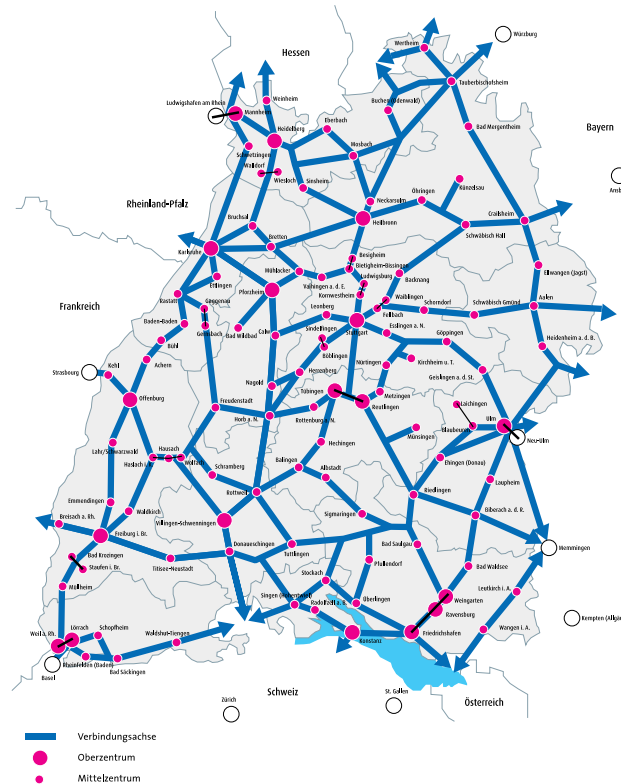 Würzburg
Wertheim
Hessen
Tauberbischofsheim
Weinheim
Buchen (Odenwald)
Ludwigshafen am Rhein
Mannheim
Eberbach
Bad Mergentheim
Bayern
Heidelberg
Mosbach
Schwetzingen
Walldorf
Wiesloch
Sinsheim
Neckarsulm
Öhringen
Künzelsau
Rheinland-Pfalz
Bruchsal
Heilbronn
Crailsheim
Schwäbisch Hall
Bretten
Karlsruhe
Besigheim
Bietigheim-Bissingen
Mühlacker
Ludwigsburg
Backnang
Ellwangen (Jagst)
Ettlingen
Vaihingen a. d. E.
Kornwestheim
Waiblingen
Rastatt
Pforzheim
Aalen
Frankreich
Gaggenau
Leonberg
Fellbach
Schorndorf
Schwäbisch Gmünd
Baden-Baden
Gernsbach
Bad Wildbad
Calw
Sindelfingen
Stuttgart
Esslingen a. N.
Göppingen
Bühl
Böblingen
Heidenheim a. d. B.
Achern
Herrenberg
Nürtingen
Kirchheim u. T.
Kehl
Strasbourg
Nagold
Tübingen
Metzingen
Geislingen a. d. St.
Offenburg
Freudenstadt
Reutlingen
Laichingen
Horb a. N.
Rottenburg a. N.
Ulm
Blaubeuren
Neu-Ulm
Lahr/Schwarzwald
Hausach
Hechingen
Münsingen
Haslach i. K.
Wolfach
Schramberg
Balingen
Albstadt
Ehingen (Donau)
Laupheim
Rottweil
Riedlingen
Emmendingen
Waldkirch
Sigmaringen
Biberach a. d. R.
Breisach a. Rh.
Villingen-Schwenningen
Freiburg i. Br.
Donaueschingen
Tuttlingen
Bad Saulgau
Memmingen
Bad Krozingen
Staufen i. Br.
Titisee-Neustadt
Pfullendorf
Bad Waldsee
Müllheim
Stockach
Leutkirch i. A.
Singen (Hohentwiel)
Radolfzell a. B.
Überlingen
Weingarten
Ravensburg
Kempten (Allgä
Lörrach
Schopfheim
Waldshut-Tiengen
Weil a. Rh.
Konstanz
Friedrichshafen
Wangen i. A.
Rheinfelden (Baden)
Basel
Bad Säckingen
Schweiz
St. Gallen
Österreich
Zürich
Verbindungsachse
Oberzentrum
Mittelzentrum